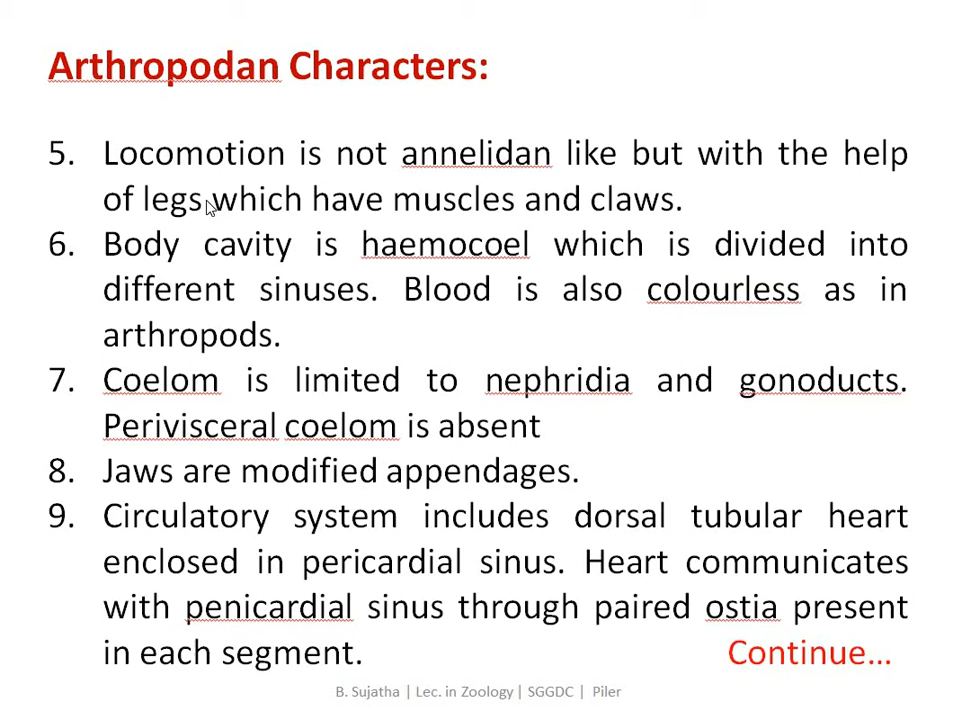 Arthropodan Characters:
5. Locomotion is not annelidan like but with the help
of legs which have muscles and claws.
6. Body cavity is haemocoel which is divided into
different sinuses. Blood is also colourless as in
arthropods.
7. Coelom is limited to nephridia and gonoducts.
Perivisceral coelom is absent
8. Jaws are modified appendages.
9. Circulatory system includes dorsal tubular heart
enclosed in pericardial sinus. Heart communicates
with penicardial sinus through paired ostia present
in each segment. Continue...
B. Sujatha | Lec. in Zoology | SGGDC | Piler